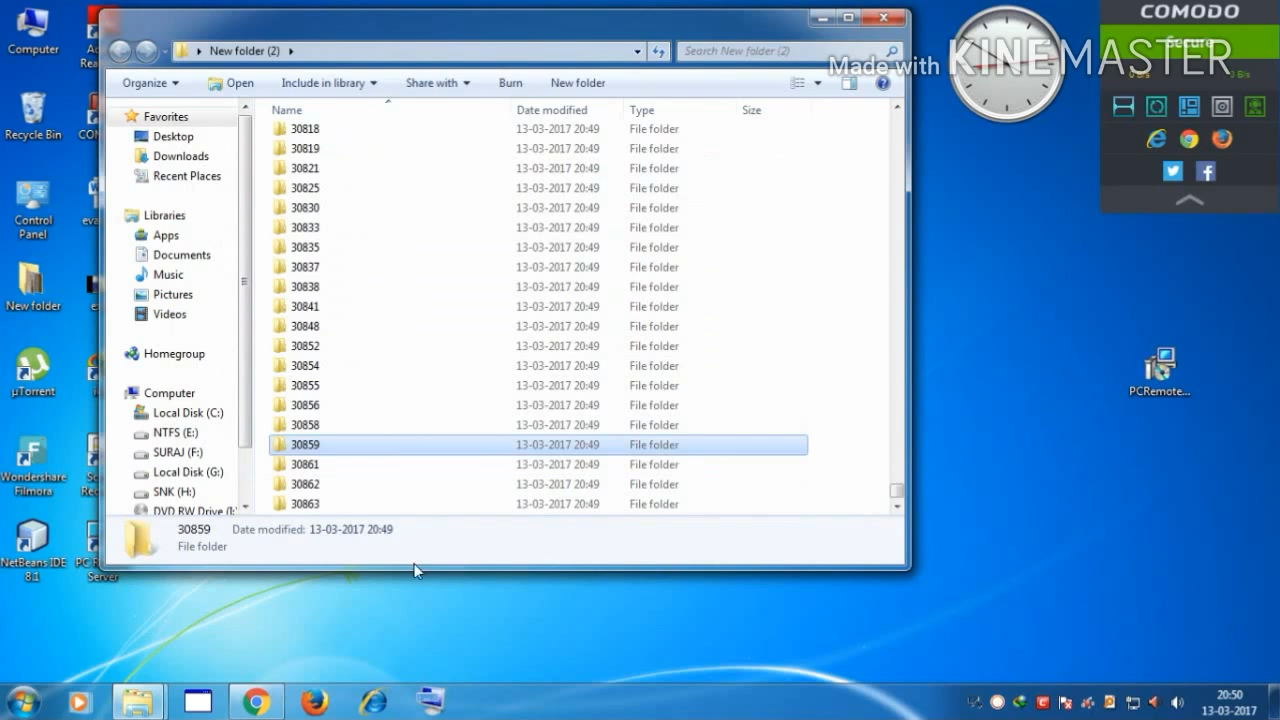 COMODO
Secure
Made with KINEMASTER
New folder (2)
Search New folder (2)
Organize
Open
Include in library
Share with
Burn
New folder
Name
Date modified
Type
Size
30818 13-03-2017 20:49 File folder
30819 13-03-2017 20:49 File folder
30821 13-03-2017 20:49 File folder
30825 13-03-2017 20:49 File folder
30830 13-03-2017 20:49 File folder
30833 13-03-2017 20:49 File folder
30835 13-03-2017 20:49 File folder
30837 13-03-2017 20:49 File folder
30838 13-03-2017 20:49 File folder
30841 13-03-2017 20:49 File folder
30848 13-03-2017 20:49 File folder
30852 13-03-2017 20:49 File folder
30854 13-03-2017 20:49 File folder
30855 13-03-2017 20:49 File folder
30856 13-03-2017 20:49 File folder
30858 13-03-2017 20:49 File folder
30859 13-03-2017 20:49 File folder
30861 13-03-2017 20:49 File folder
30862 13-03-2017 20:49 File folder
30863 13-03-2017 20:49 File folder
Favorites
Desktop
Downloads
Recent Places
Libraries
Apps
Documents
Music
Pictures
Videos
Homegroup
Computer
Local Disk (C:)
NTFS (E:)
SURAJ (F:)
Local Disk (G:)
SNK (H:)
DVD RW Drive (I:
30859 Date modified: 13-03-2017 20:49
File folder
Computer
Recycle Bin
Control
Panel
New folder
µTorrent
Wondershare
Filmora
NetBeans IDE
8.1
Server
PCRemote...
20:50
13-03-2017